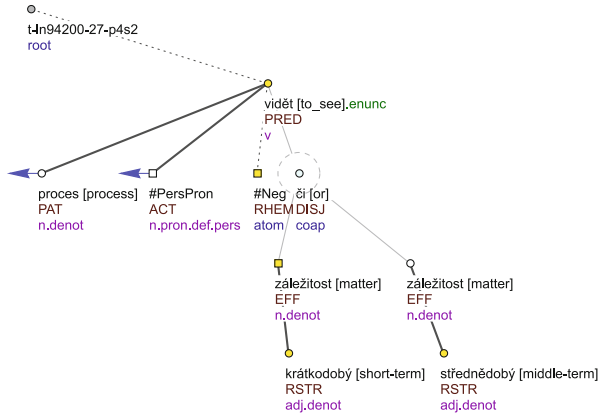 t-ln94200-27-p4s2
root
vidět [to_see].enunc
PRED
v
proces [process]
PAT
n.denot
#PersPron
ACT
n.pron.def.pers
#Neg
RHEM
atom
či [or]
DISJ
coap
záležitost [matter]
EFF
n.denot
záležitost [matter]
EFF
n.denot
krátkodobý [short-term]
RSTR
adj.denot
střednědobý [middle-term]
RSTR
adj.denot